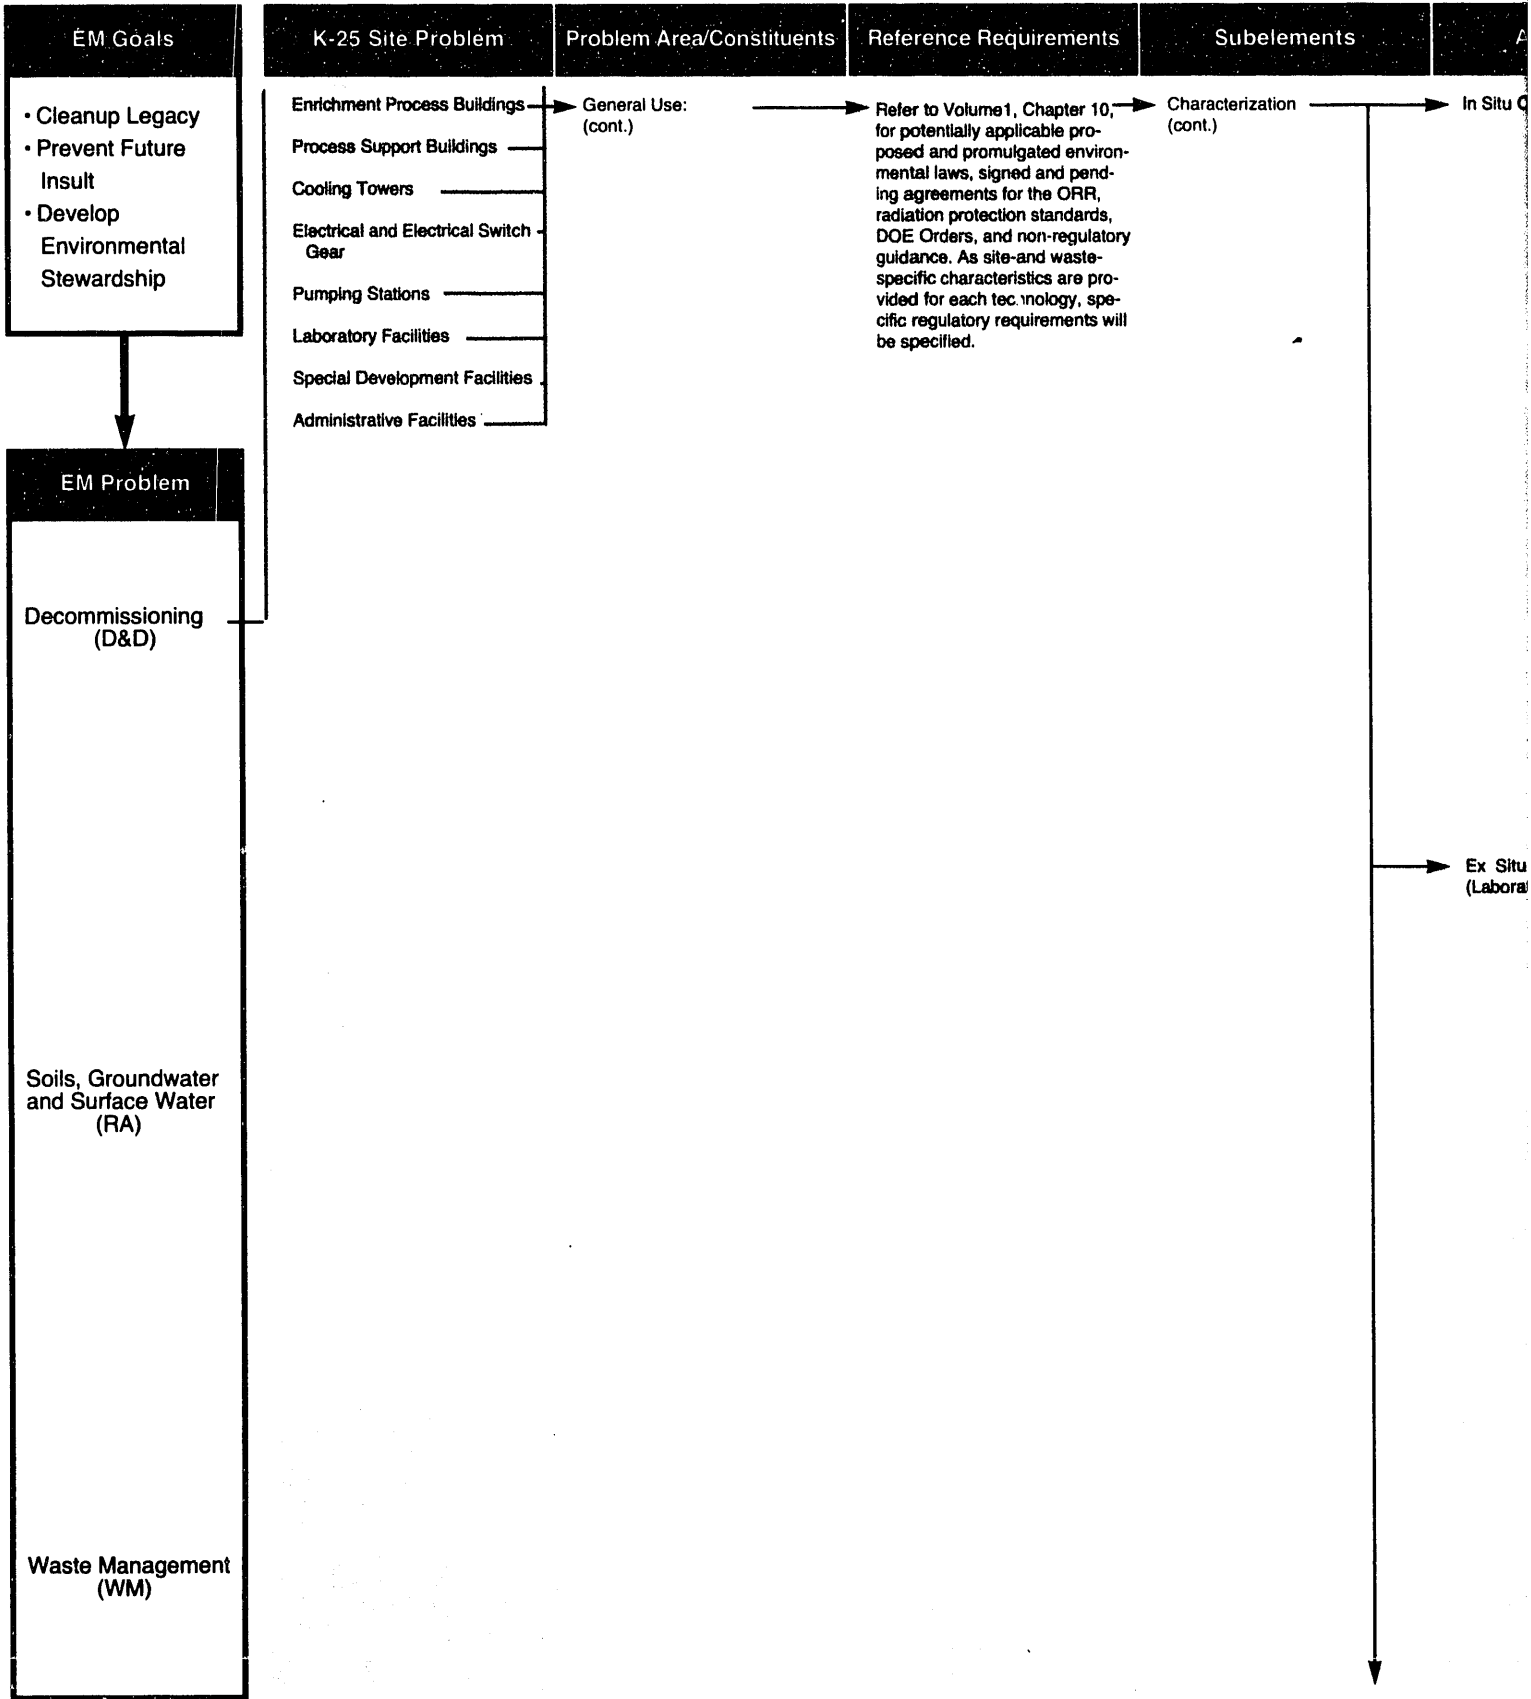 EM Goals
• Cleanup Legacy
• Prevent Future
Insult
• Develop
Environmental
Stewardship
EM Problem
Decommissioning
(D&D)
Soils, Groundwater
and Surface Water
(RA)
Waste Management
(WM)
K-25 Site Problem
Enrichment Process Buildings
Process Support Buildings
Cooling Towers
Electrical and Electrical Switch
Gear
Pumping Stations
Laboratory Facilities
Special Development Facilities
Administrative Facilities
Problem Area/Constituents
General Use:
(cont.)
Reference Requirements
Refer to Volume1, Chapter 10,
for potentially applicable pro-
posed and promulgated environ-
mental laws, signed and pend-
ing agreements for the ORR,
radiation protection standards,
DOE Orders, and non-regulatory
guidance. As site-and waste-
specific characteristics are pro-
vided for each technology, spe-
cific regulatory requirements will
be specified.
Subelements
Characterization
(cont.)
In Situ
Ex Situ